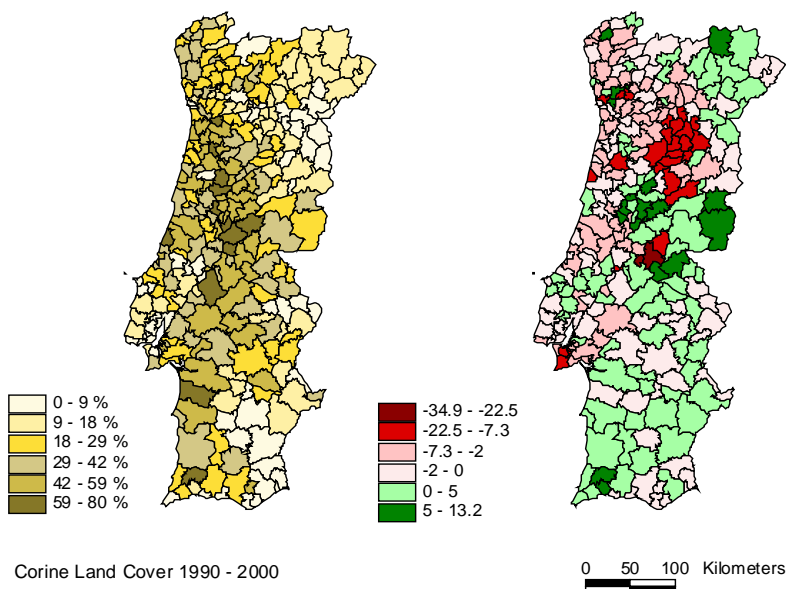 0 - 9 %
9 - 18 %
18 - 29 %
29 - 42 %
42 - 59 %
59 - 80 %
-34.9 - -22.5
-22.5 - -7.3
-7.3 - -2
-2 - 0
0 - 5
5 - 13.2
Corine Land Cover 1990 - 2000
0 50 100 Kilometers